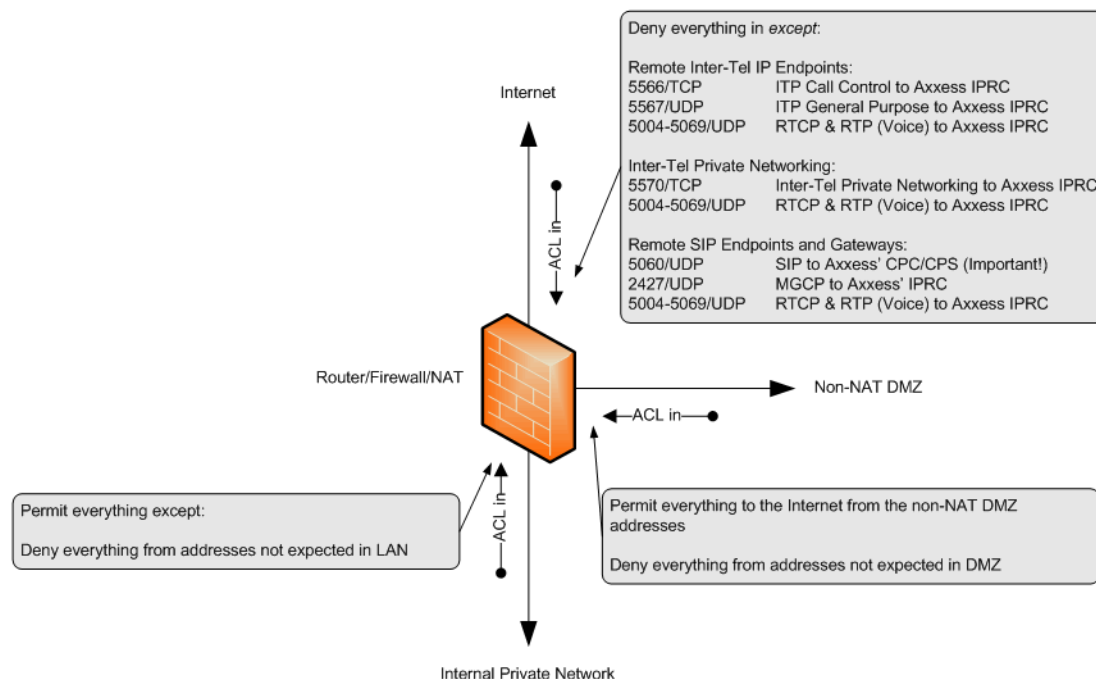 Deny everything in except:
Remote Inter-Tel IP Endpoints:
5566/TCP ITP Call Control to Axxess IPRC
5567/UDP ITP General Purpose to Axxess IPRC
5004-5069/UDP RTCP & RTP (Voice) to Axxess IPRC
Inter-Tel Private Networking:
5570/TCP Inter-Tel Private Networking to Axxess IPRC
5004-5069/UDP RTCP & RTP (Voice) to Axxess IPRC
Remote SIP Endpoints and Gateways:
5060/UDP SIP to Axxess' CPC/CPS (Important!)
2427/UDP MGCP to Axxess' IPRC
5004-5069/UDP RTCP & RTP (Voice) to Axxess IPRC
Internet
ACL in
Router/Firewall/NAT
Non-NAT DMZ
ACL in
Permit everything except:
Deny everything from addresses not expected in LAN
ACL in
Permit everything to the Internet from the non-NAT DMZ
addresses
Deny everything from addresses not expected in DMZ
Internal Private Network